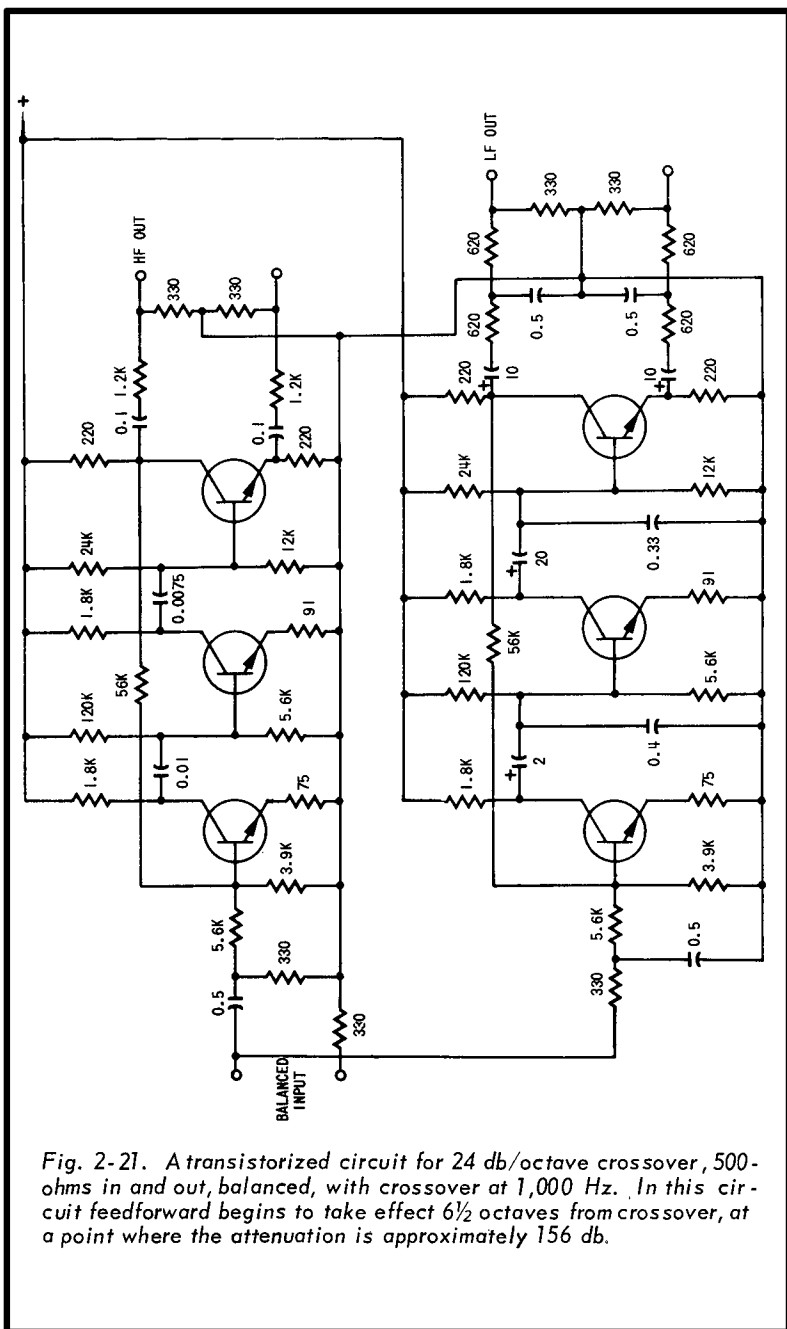 +
HF OUT
330
330
1.2K
0.1
1.2K
0.1
220
220
24K
12K
0.0075
1.8K
91
56K
120K
5.6K
0.01
1.8K
75
3.9K
5.6K
330
0.5
330
BALANCED
INPUT
LF OUT
330
330
620
620
0.5
0.5
620
620
+
10
10
+
220
220
24K
12K
0.33
+
20
1.8K
91
56K
120K
5.6K
0.4
+
2
1.8K
75
3.9K
5.6K
0.5
330
Fig. 2-21. A transistorized circuit for 24 db/octave crossover, 500-
ohms in and out, balanced, with crossover at 1,000 Hz. In this cir-
cuit feedforward begins to take effect 6½ octaves from crossover, at
a point where the attenuation is approximately 156 db.